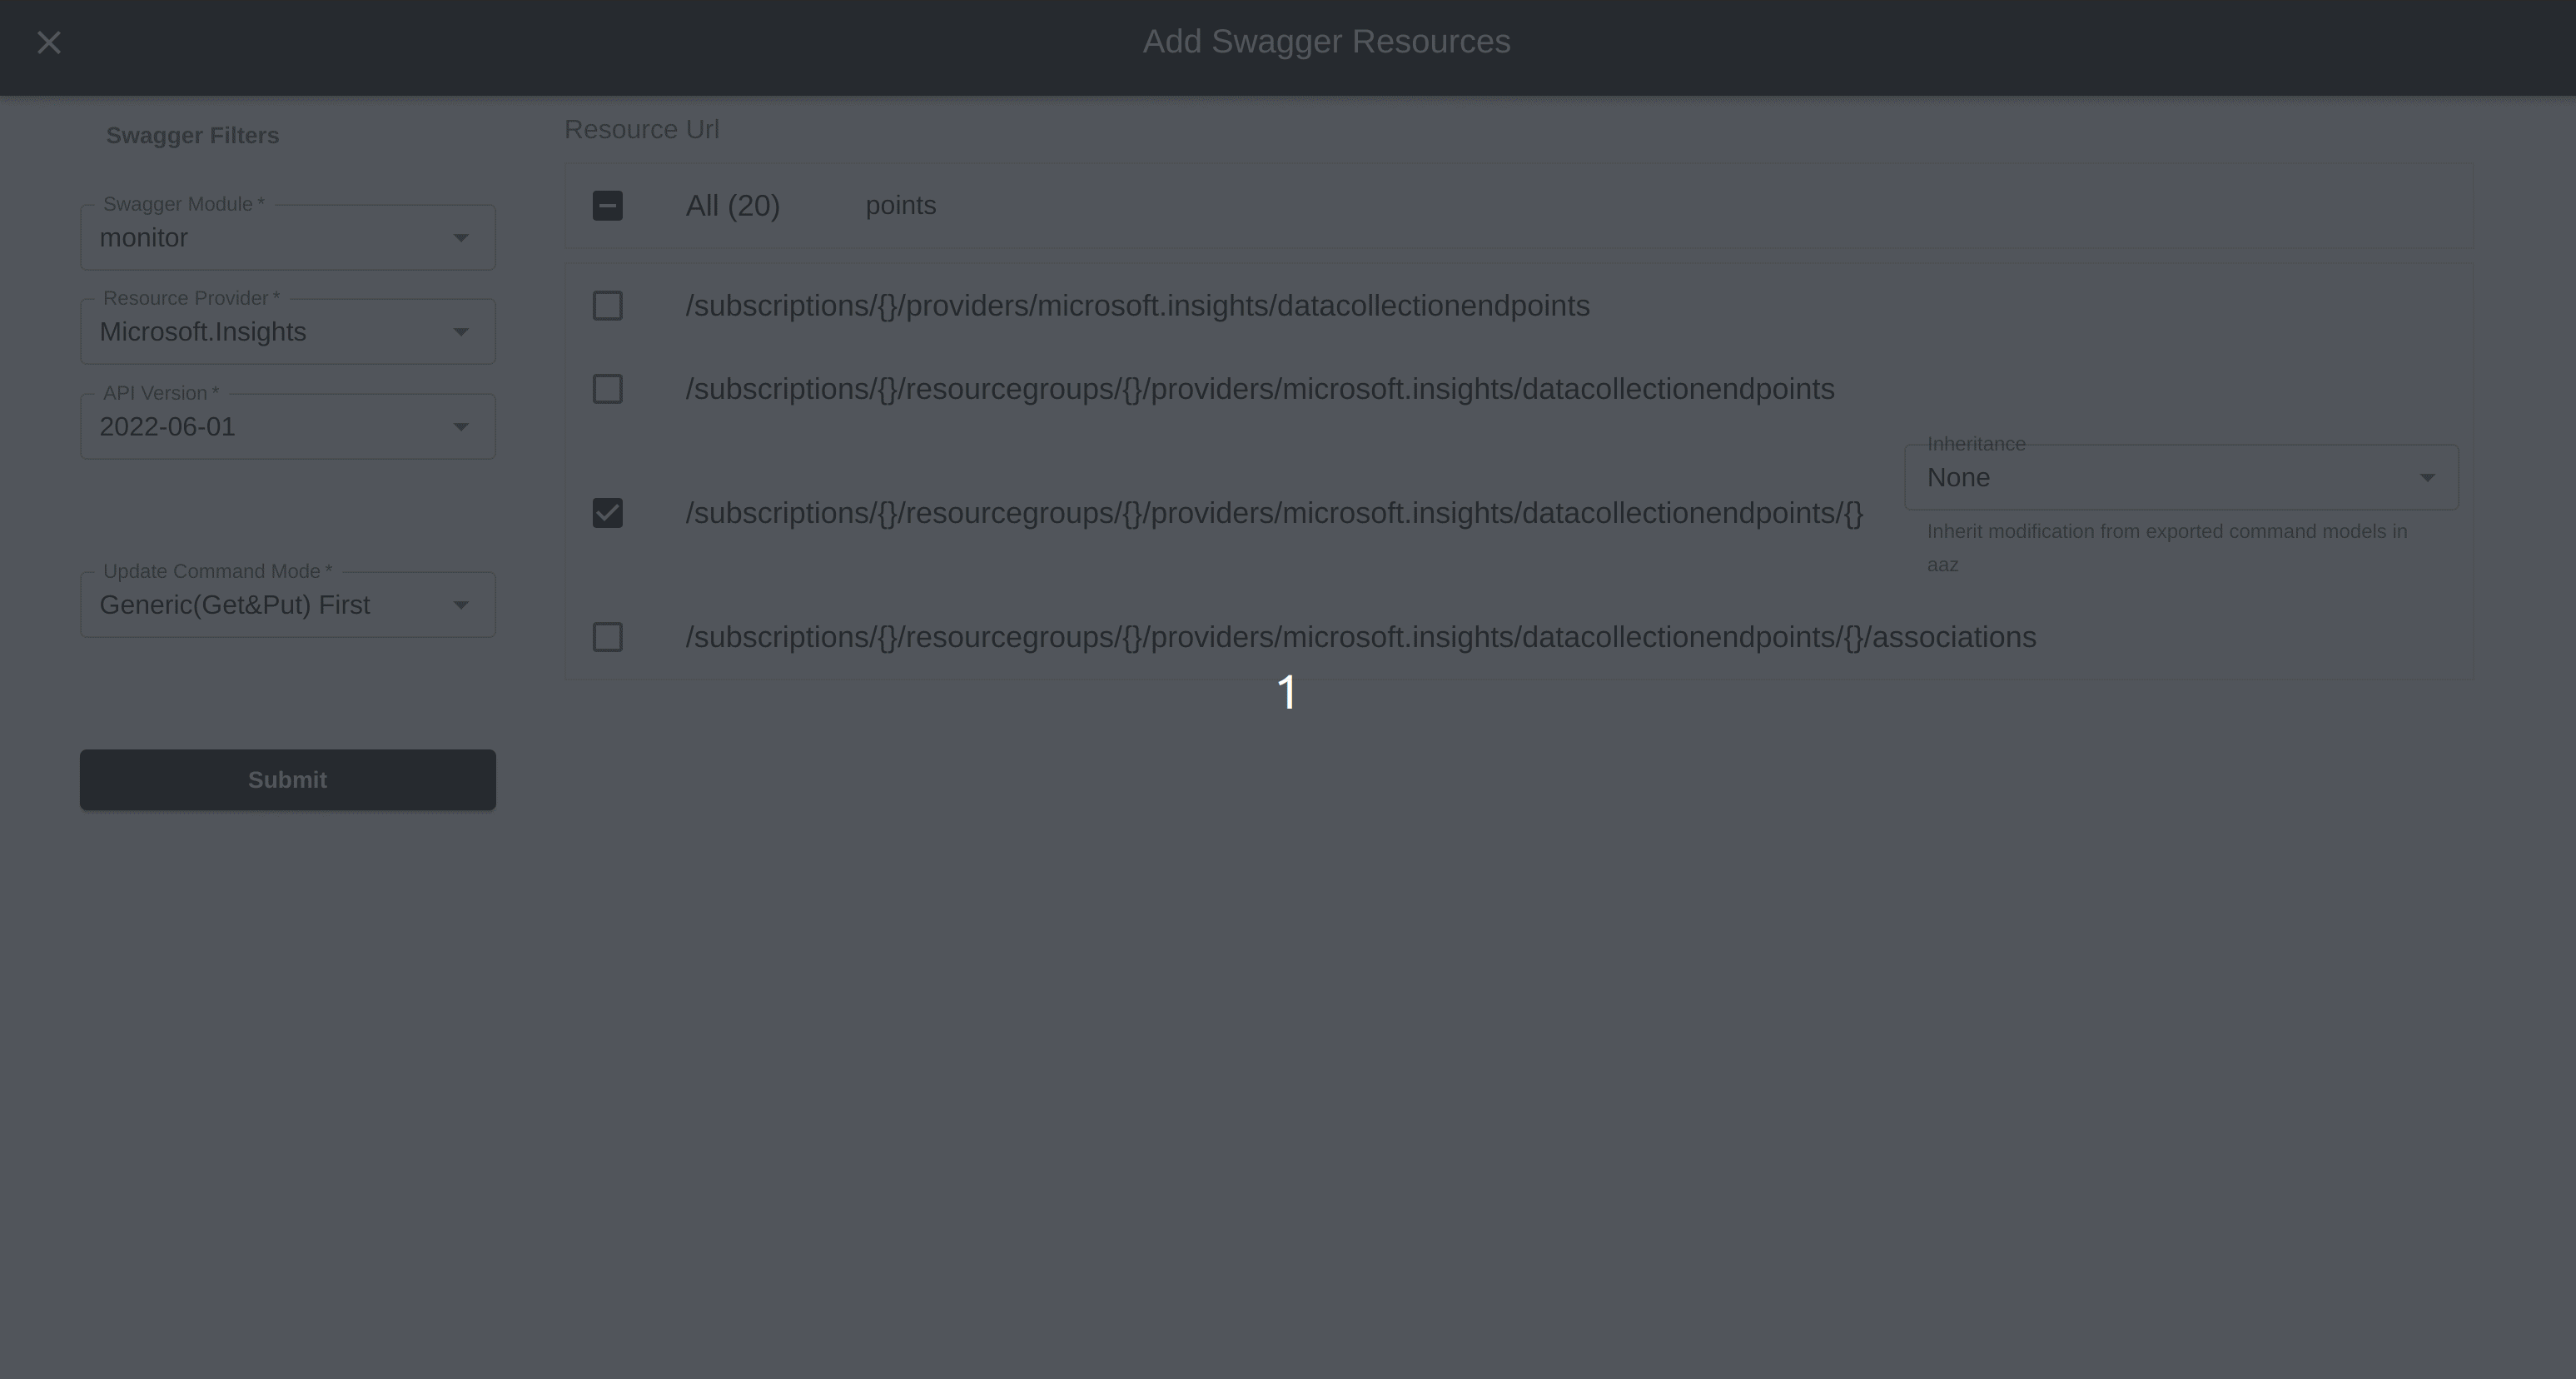 Add Swagger Resources
Swagger Filters
Swagger Module *
monitor
Resource Provider *
Microsoft.Insights
API Version *
2022-06-01
Update Command Mode *
Generic(Get&Put) First
Submit
Resource Url
All (20) points
/subscriptions/{}/providers/microsoft.insights/datacollectionendpoints
/subscriptions/{}/resourcegroups/{}/providers/microsoft.insights/datacollectionendpoints
/subscriptions/{}/resourcegroups/{}/providers/microsoft.insights/datacollectionendpoints/{}
Inheritance
None
Inherit modification from exported command models in
aaz
/subscriptions/{}/resourcegroups/{}/providers/microsoft.insights/datacollectionendpoints/{}/associations
1